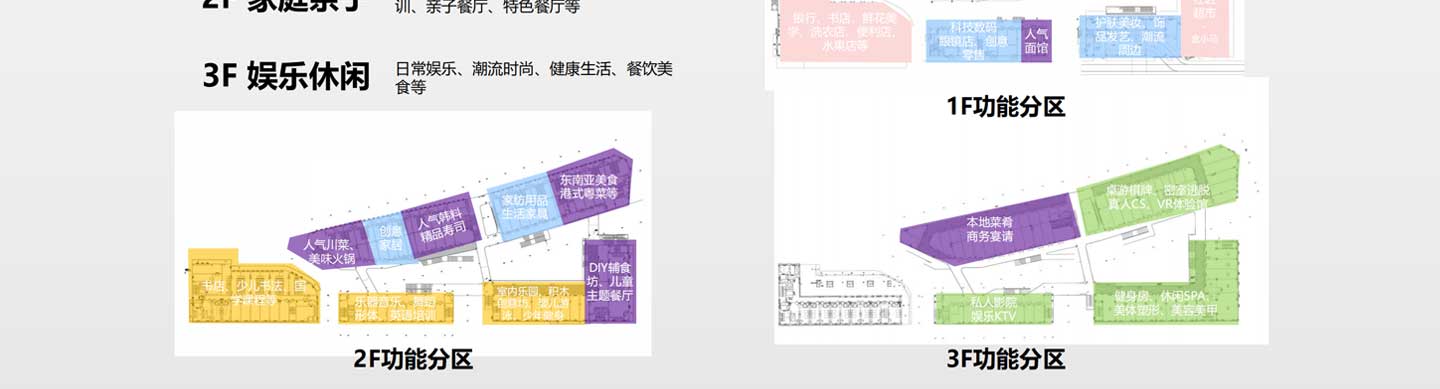 2F 家庭亲子
训、亲子餐厅、特色餐厅等
3F 娱乐休闲
日常娱乐、潮流时尚、健康生活、餐饮美
食等
银行、书店、鲜花美
学、洗衣店、便利店、
水果店等
科技数码
眼镜店、创意
零售
人气
面馆
护肤美妆、饰
品发艺、潮流
周边
超市
1F功能分区
人气川菜、
美味火锅
创意
家居
人气韩料
精品寿司
家纺用品
生活家具
东南亚美食
港式粤菜等
书店、少儿书法、国
学课程等
乐器音乐、舞蹈
形体、英语培训
室内乐园、积木
泳、少年健身
DIY辅食
坊、儿童
主题餐厅
2F功能分区
本地菜肴
商务宴请
桌游棋牌、密室逃脱
真人CS、VR体验馆
私人影院
娱乐KTV
健身房、休闲SPA、
美体塑形、美容美甲
3F功能分区